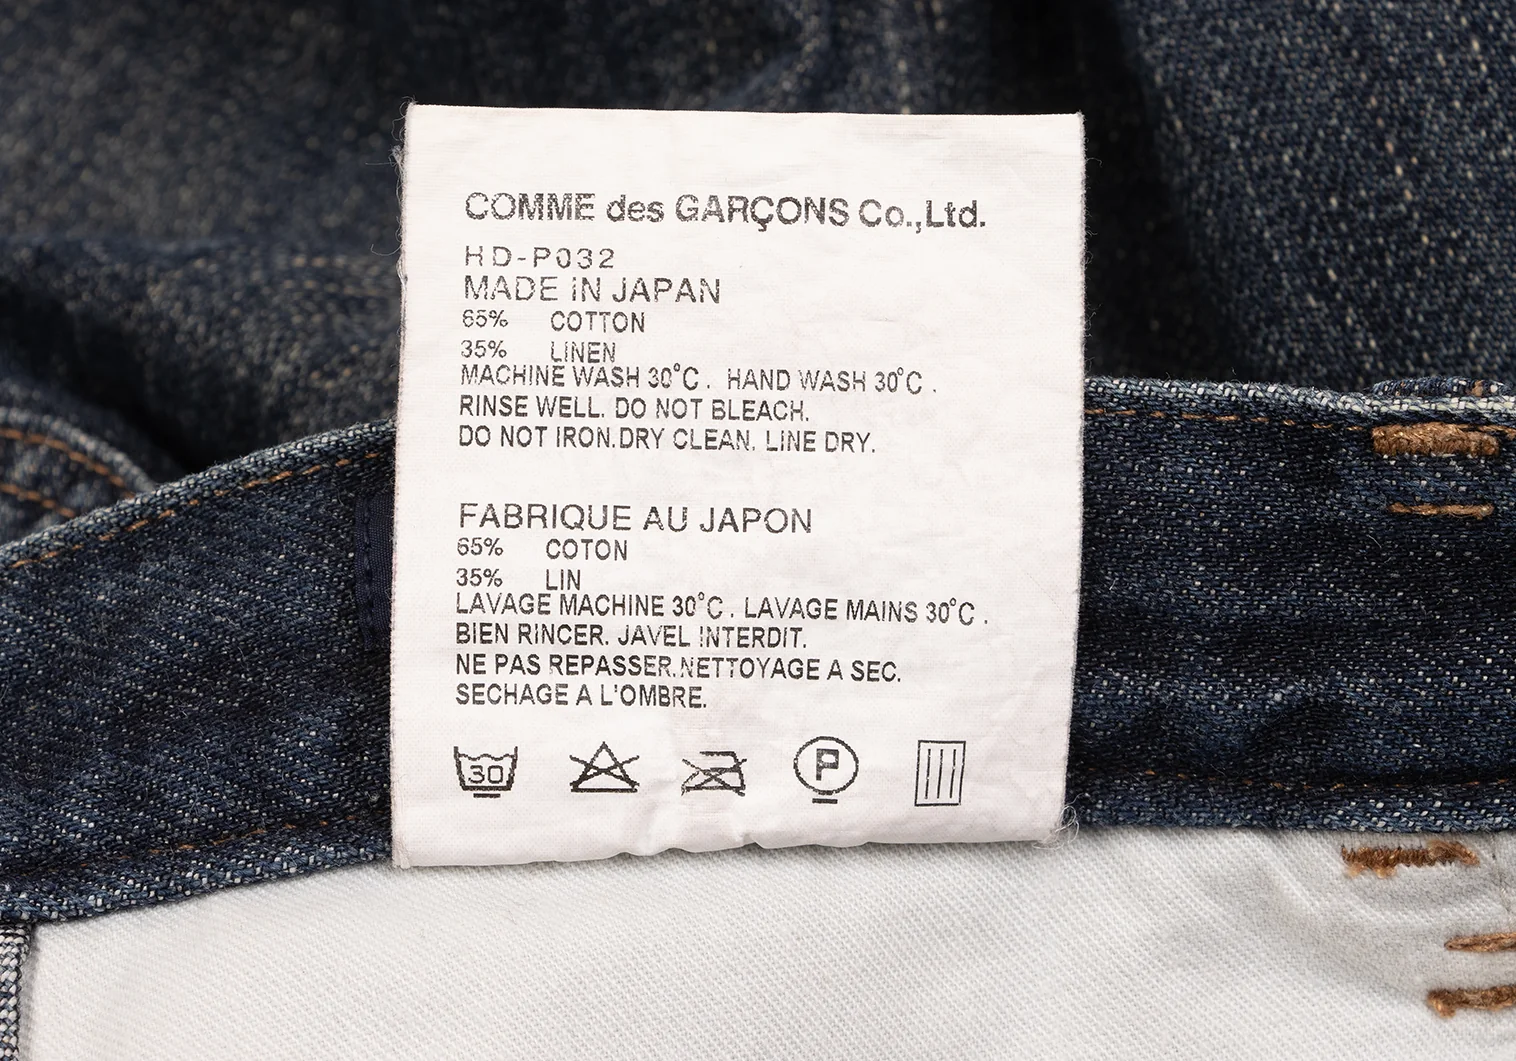 COMME des GARÇONS Co.,Ltd.
HD-P032
MADE IN JAPAN
65% COTTON
35% LINEN
MACHINE WASH 30°C. HAND WASH 30°C.
RINSE WELL. DO NOT BLEACH.
DO NOT IRON.DRY CLEAN. LINE DRY.
FABRIQUE AU JAPON
65% COTON
35% LIN
LAVAGE MACHINE 30°C. LAVAGE MAINS 30°C.
BIEN RINCER. JAVEL INTERDIT.
NE PAS REPASSER.NETTOYAGE A SEC.
SECHAGE A L'OMBRE.
30 P